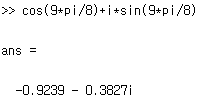 >> cos(9*pi/8)+i*sin(9*pi/8)
ans =
-0.9239 - 0.3827i